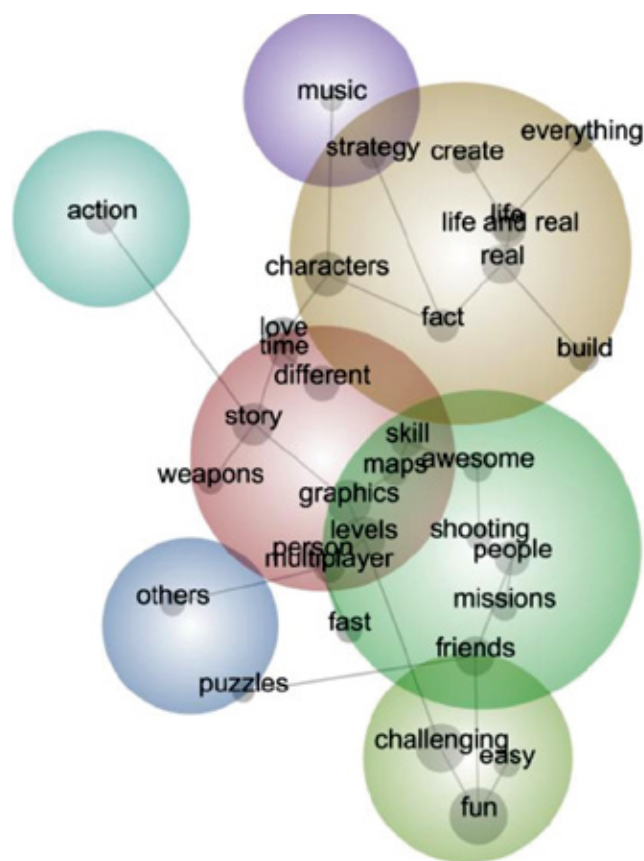 music
everything
strategy
create
action
life
life and real
real
characters
fact
love
time
build
different
story
skill
awesome
maps
weapons
graphics
levels
shooting
person
people
multiplayer
others
missions
fast
friends
puzzles
challenging
easy
fun